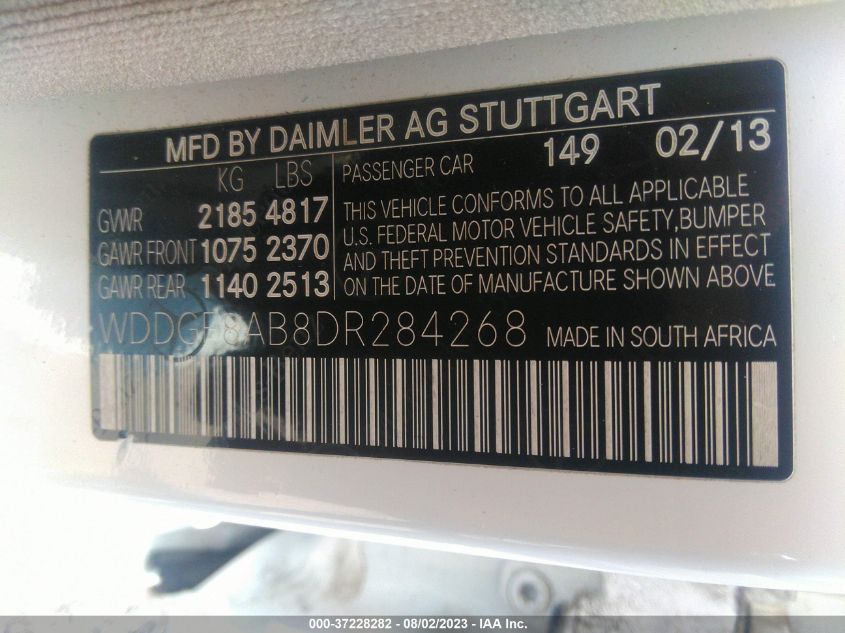 MFD BY DAIMLER AG STUTTGART
KG LBS
GVWR 2185 4817
GAWR FRONT 1075 2370
GAWR REAR 1140 2513
PASSENGER CAR 149 02/13
THIS VEHICLE CONFORMS TO ALL APPLICABLE
U.S. FEDERAL MOTOR VEHICLE SAFETY,BUMPER
AND THEFT PREVENTION STANDARDS IN EFFECT
ON THE DATE OF MANUFACTURE SHOWN ABOVE
WDDGF8AB8DR284268 MADE IN SOUTH AFRICA
000-37228282 - 08/02/2023 - IAA Inc.